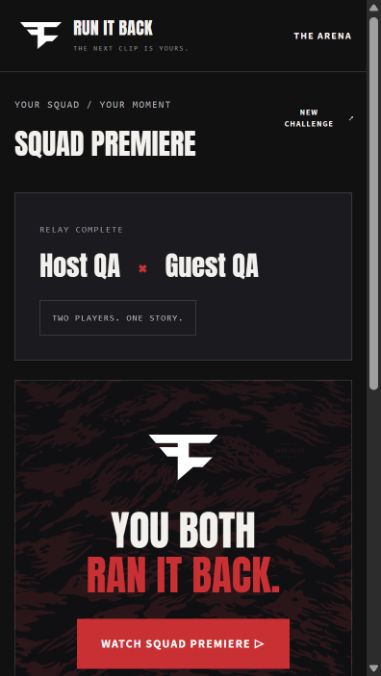 RUN IT BACK
THE NEXT CLIP IS YOURS.
THE ARENA
YOUR SQUAD / YOUR MOMENT
SQUAD PREMIERE
NEW
CHALLENGE ↗
RELAY COMPLETE
Host QA × Guest QA
TWO PLAYERS. ONE STORY.
YOU BOTH
RAN IT BACK.
WATCH SQUAD PREMIERE ▷